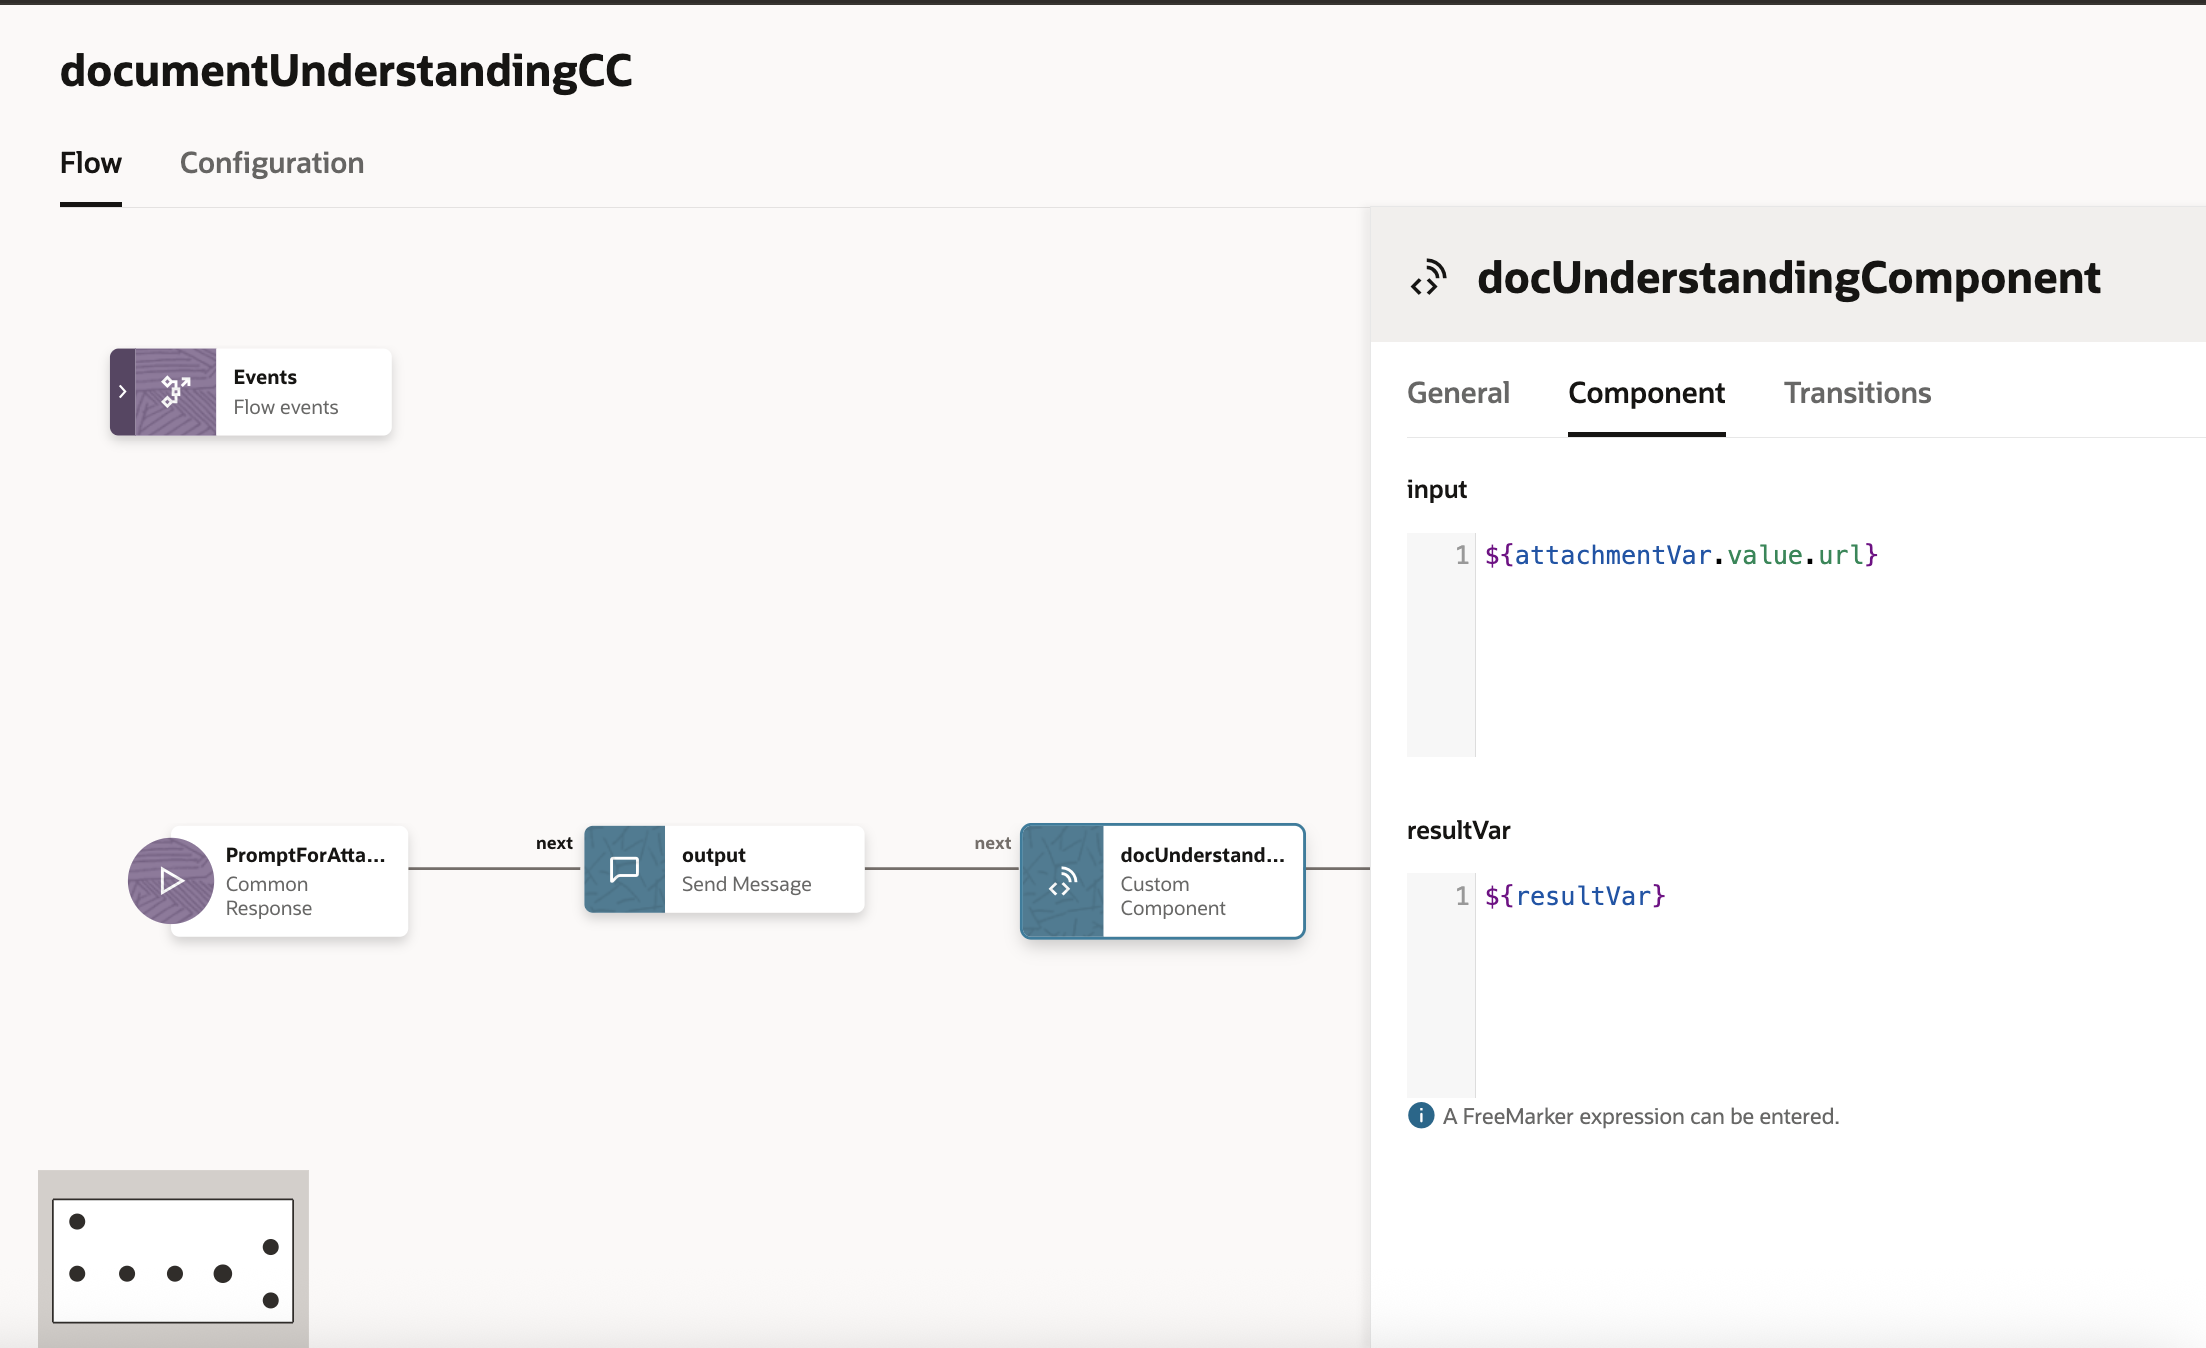 documentUnderstandingCC
Flow
Configuration
Events
Flow events
PromptForAtta...
Common
Response
next
output
Send Message
next
docUnderstand...
Custom
Component
docUnderstandingComponent
General
Component
Transitions
input
1 ${attachmentVar.value.url}
resultVar
1 ${resultVar}
A FreeMarker expression can be entered.